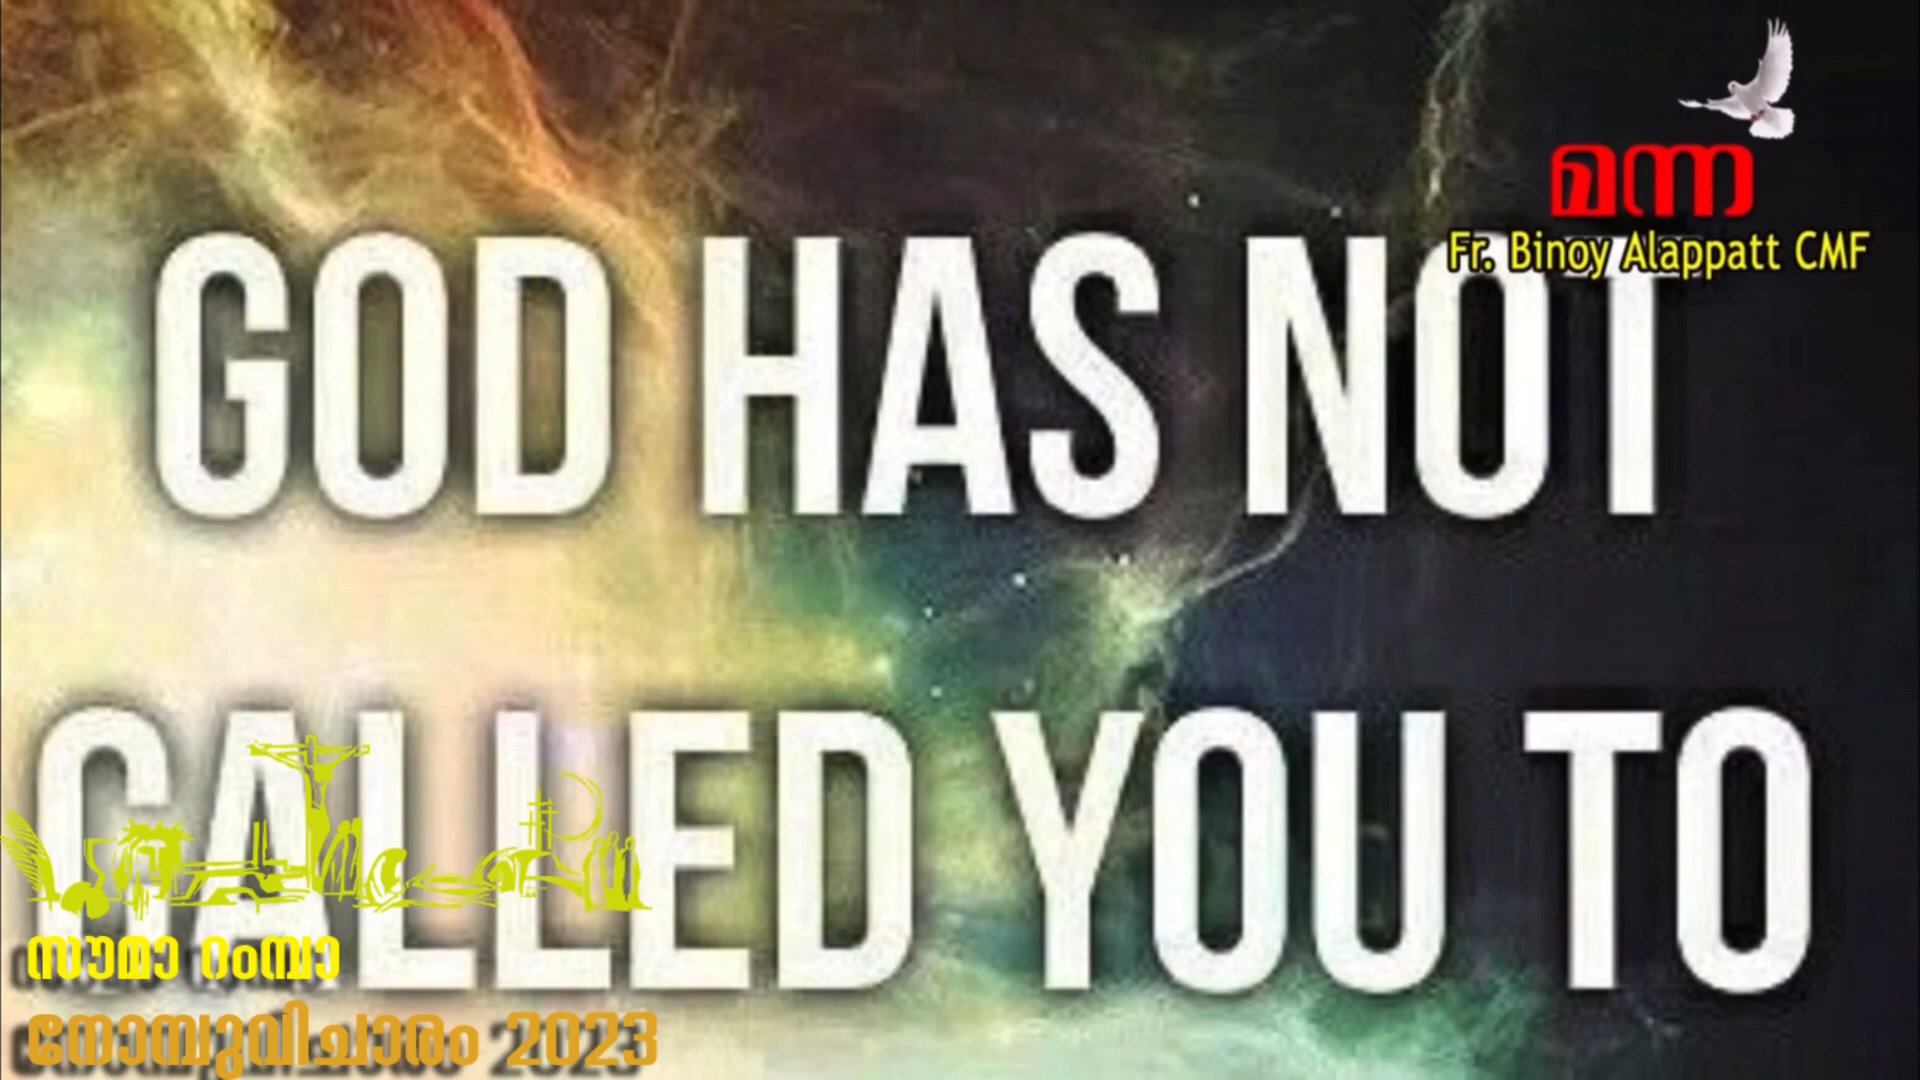 മന്ന
Fr. Binoy Alappatt CMF
GOD HAS NOT
CALLED YOU TO
സൗമാ റംമ്പാ
നോമ്പുവിചാരം 2023